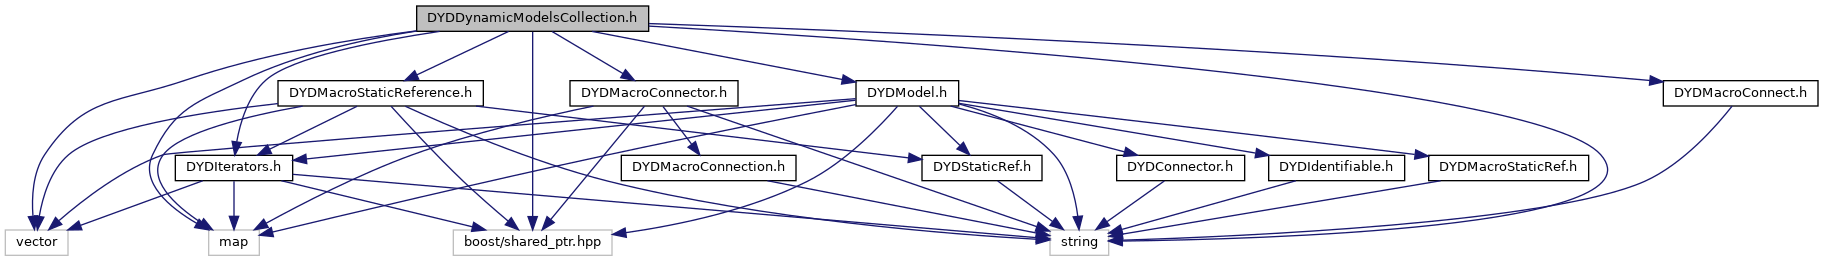 DYDDynamicModelsCollection.h
DYDMacroStaticReference.h
DYDMacroConnector.h
DYDModel.h
DYDMacroConnect.h
DYDIterators.h
DYDMacroConnection.h
DYDStaticRef.h
DYDConnector.h
DYDIdentifiable.h
DYDMacroStaticRef.h
vector
map
boost/shared_ptr.hpp
string